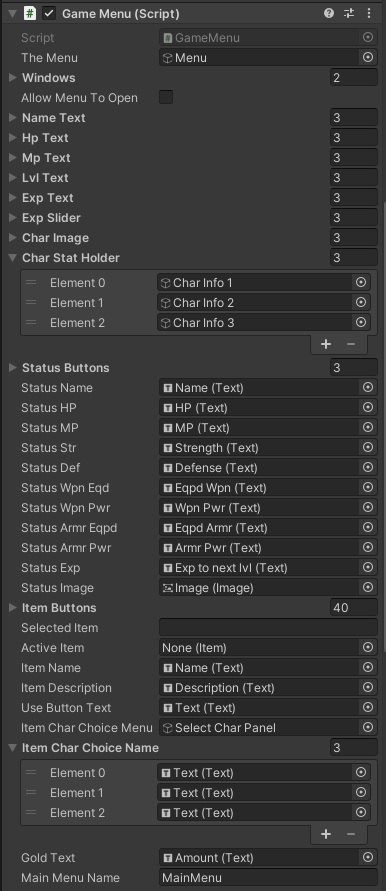 Game Menu (Script)
Script GameMenu
The Menu Menu
Windows 2
Allow Menu To Open
Name Text 3
Hp Text 3
Mp Text 3
Lvl Text 3
Exp Text 3
Exp Slider 3
Char Image 3
Char Stat Holder 3
Element 0 Char Info 1
Element 1 Char Info 2
Element 2 Char Info 3
+ −
Status Buttons 3
Status Name Name (Text)
Status HP HP (Text)
Status MP MP (Text)
Status Str Strength (Text)
Status Def Defense (Text)
Status Wpn Eqd Eqpd Wpn (Text)
Status Wpn Pwr Wpn Pwr (Text)
Status Armr Eqpd Eqpd Armr (Text)
Status Armr Pwr Armr Pwr (Text)
Status Exp Exp to next lvl (Text)
Status Image Image (Image)
Item Buttons 40
Selected Item
Active Item None (Item)
Item Name Name (Text)
Item Description Description (Text)
Use Button Text Text (Text)
Item Char Choice Menu Select Char Panel
Item Char Choice Name 3
Element 0 Text (Text)
Element 1 Text (Text)
Element 2 Text (Text)
+ −
Gold Text Amount (Text)
Main Menu Name MainMenu